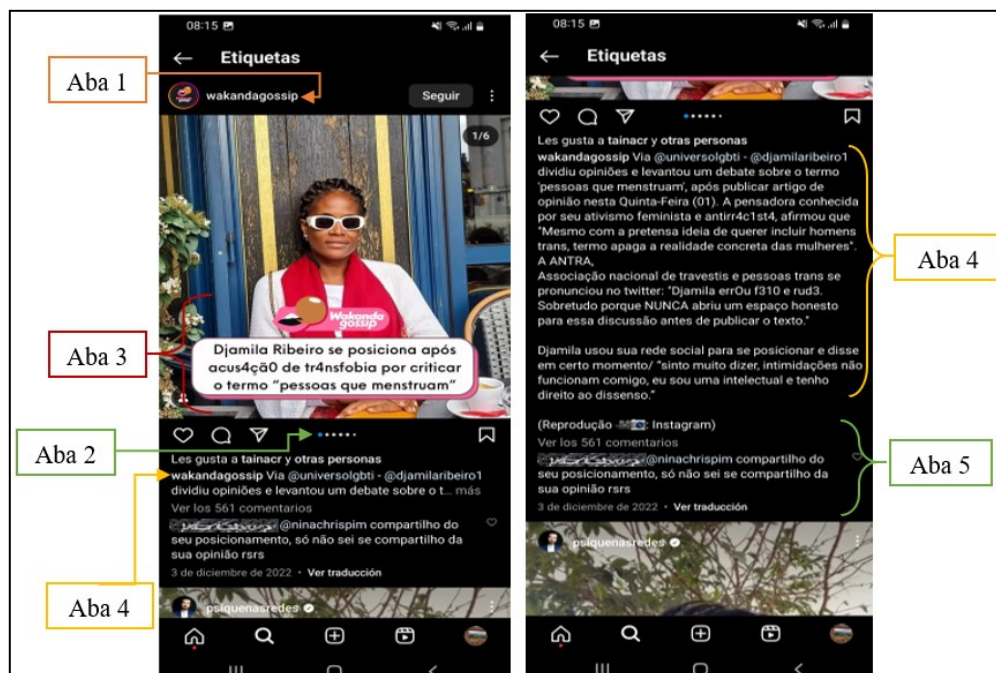 08:15
Etiquetas
Aba 1
wakandagossip
Seguir
1/6
Aba 3
Wakanda
gossip
Djamila Ribeiro se posiciona após
acus4çã0 de tr4nsfobia por criticar
o termo “pessoas que menstruam”
Aba 2
Les gusta a tainacr y otras personas
wakandagossip Via @universolgbti - @djamilaribeiro1
dividiu opiniões e levantou um debate sobre o t... más
Ver los 561 comentarios
@ninachrispim compartilho do
seu posicionamento, só não sei se compartilho da
sua opinião rsrs
3 de diciembre de 2022 • Ver traducción
Aba 4
psiquenasredes
08:15
Etiquetas
Les gusta a tainacr y otras personas
wakandagossip Via @universolgbti - @djamilaribeiro1
dividiu opiniões e levantou um debate sobre o termo
'pessoas que menstruam', após publicar artigo de
opinião nesta Quinta-Feira (01). A pensadora conhecida
por seu ativismo feminista e antirr4c1st4, afirmou que
"Mesmo com a pretensa ideia de querer incluir homens
trans, termo apaga a realidade concreta das mulheres".
A ANTRA,
Associação nacional de travestis e pessoas trans se
pronunciou no twitter: "Djamila errOu f310 e rud3.
Sobretudo porque NUNCA abriu um espaço honesto
para essa discussão antes de publicar o texto."
Djamila usou sua rede social para se posicionar e disse
em certo momento/ "sinto muito dizer, intimidações não
funcionam comigo, eu sou uma intelectual e tenho
direito ao dissenso."
Aba 4
(Reprodução : Instagram)
Ver los 561 comentarios
@ninachrispim compartilho do
seu posicionamento, só não sei se compartilho da
sua opinião rsrs
3 de diciembre de 2022 • Ver traducción
Aba 5
psiquenasredes